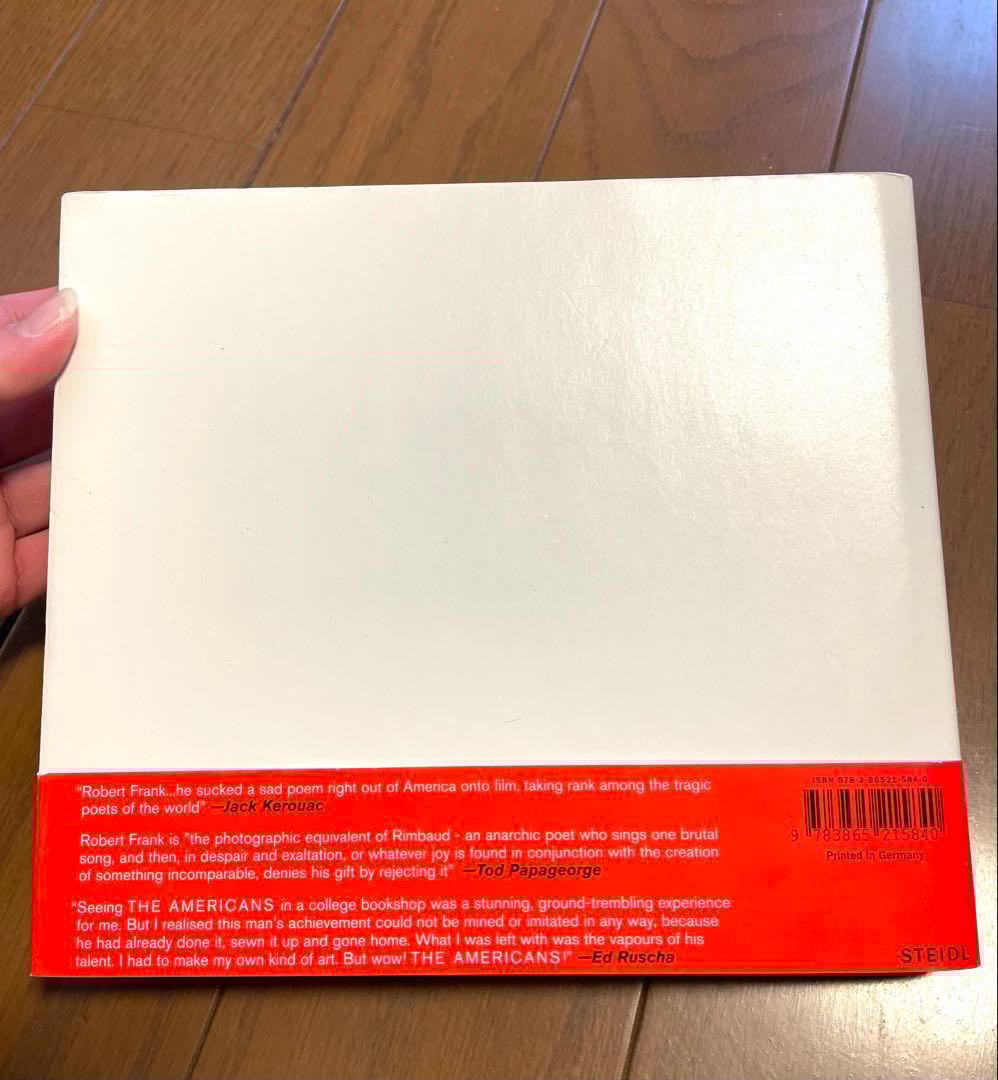 "Robert Frank...he sucked a sad poem right out of America onto film, taking rank among the tragic
poets of the world" —Jack Kerouac
Robert Frank is "the photographic equivalent of Rimbaud - an anarchic poet who sings one brutal
song, and then, in despair and exaltation, or whatever joy is found in conjunction with the creation
of something incomparable, denies his gift by rejecting it" —Tod Papageorge
"Seeing THE AMERICANS in a college bookshop was a stunning, ground-trembling experience
for me. But I realised this man's achievement could not be mined or imitated in any way, because
he had already done it, sewn it up and gone home. What I was left with was the vapours of his
talent. I had to make my own kind of art. But wow! THE AMERICANS!" —Ed Ruscha
ISBN 978-3-86521-584-0
9 783865 215840
Printed in Germany
STEIDL